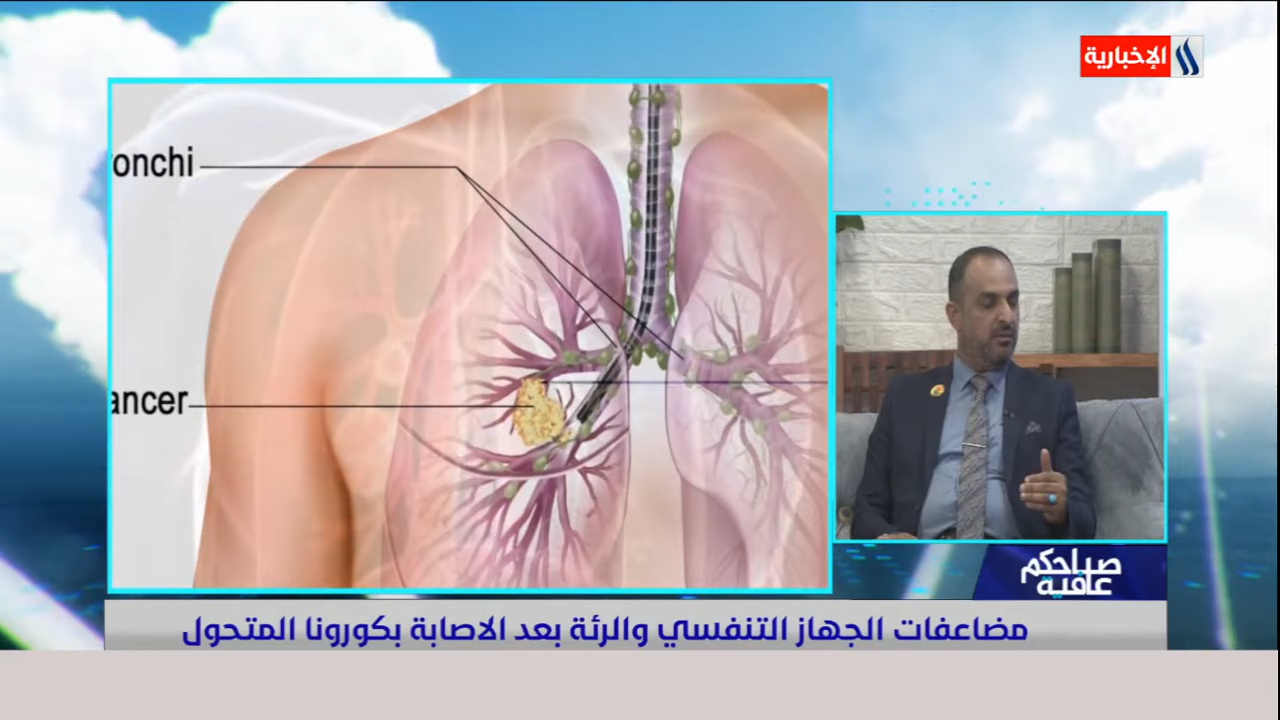 الإخبارية
onchi
ancer
صباحكم
عافية
مضاعفات الجهاز التنفسي والرئة بعد الاصابة بكورونا المتحول